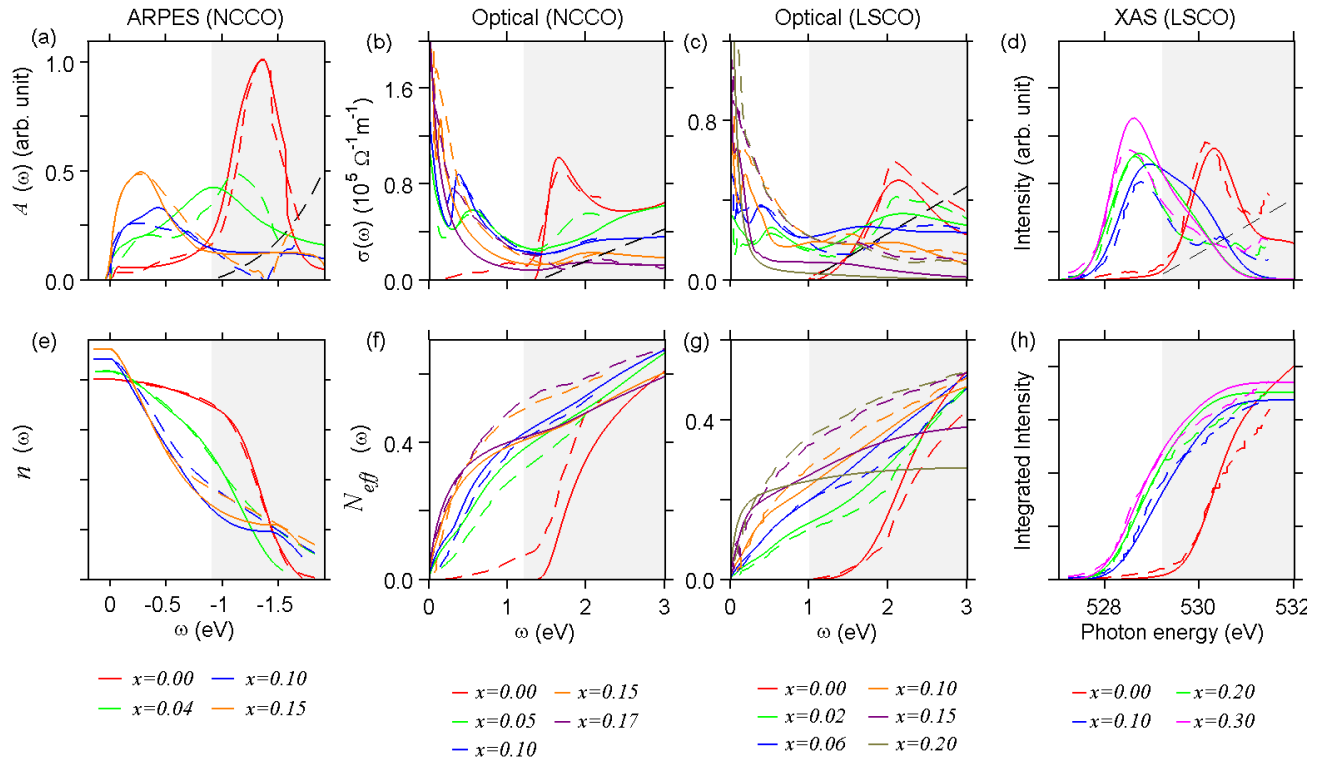 ARPES (NCCO) Optical (NCCO) Optical (LSCO) XAS (LSCO)
(a) (b) (c) (d)
A (ω) (arb. unit)
1.0
0.5
0.0
σ(ω) (10⁵ Ω⁻¹m⁻¹)
1.6
0.8
0
0.8
0
Intensity (arb. unit)
(e) (f) (g) (h)
n (ω)
0 -0.5 -1 -1.5
ω (eV)
N_eff (ω)
0.4
0.0
0 1 2 3
ω (eV)
0.4
0.0
0 1 2 3
ω (eV)
Integrated Intensity
528 530 532
Photon energy (eV)
x=0.00 x=0.10
x=0.04 x=0.15
x=0.00 x=0.15
x=0.05 x=0.17
x=0.10
x=0.00 x=0.10
x=0.02 x=0.15
x=0.06 x=0.20
x=0.00 x=0.20
x=0.10 x=0.30